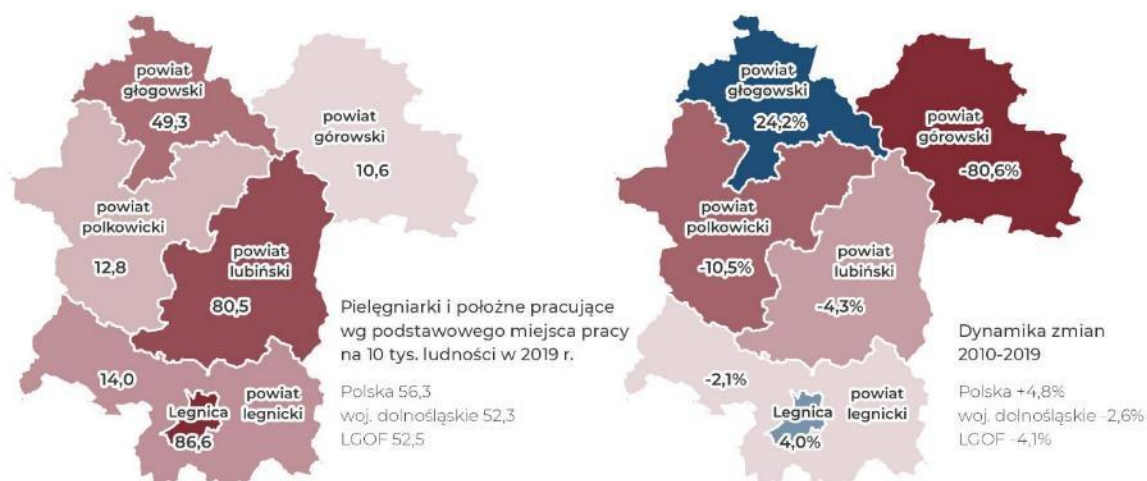 powiat
głogowski
49,3
powiat
górowski
10,6
powiat
polkowicki
12,8
powiat
lubiński
80,5
14,0
Legnica
86,6
powiat
legnicki
Pielęgniarki i położne pracujące
wg podstawowego miejsca pracy
na 10 tys. ludności w 2019 r.
Polska 56,3
woj. dolnośląskie 52,3
LGOF 52,5
powiat
głogowski
24,2%
powiat
górowski
-80,6%
powiat
polkowicki
-10,5%
powiat
lubiński
-4,3%
-2,1%
Legnica
4,0%
powiat
legnicki
Dynamika zmian
2010-2019
Polska +4,8%
woj. dolnośląskie -2,6%
LGOF -4,1%